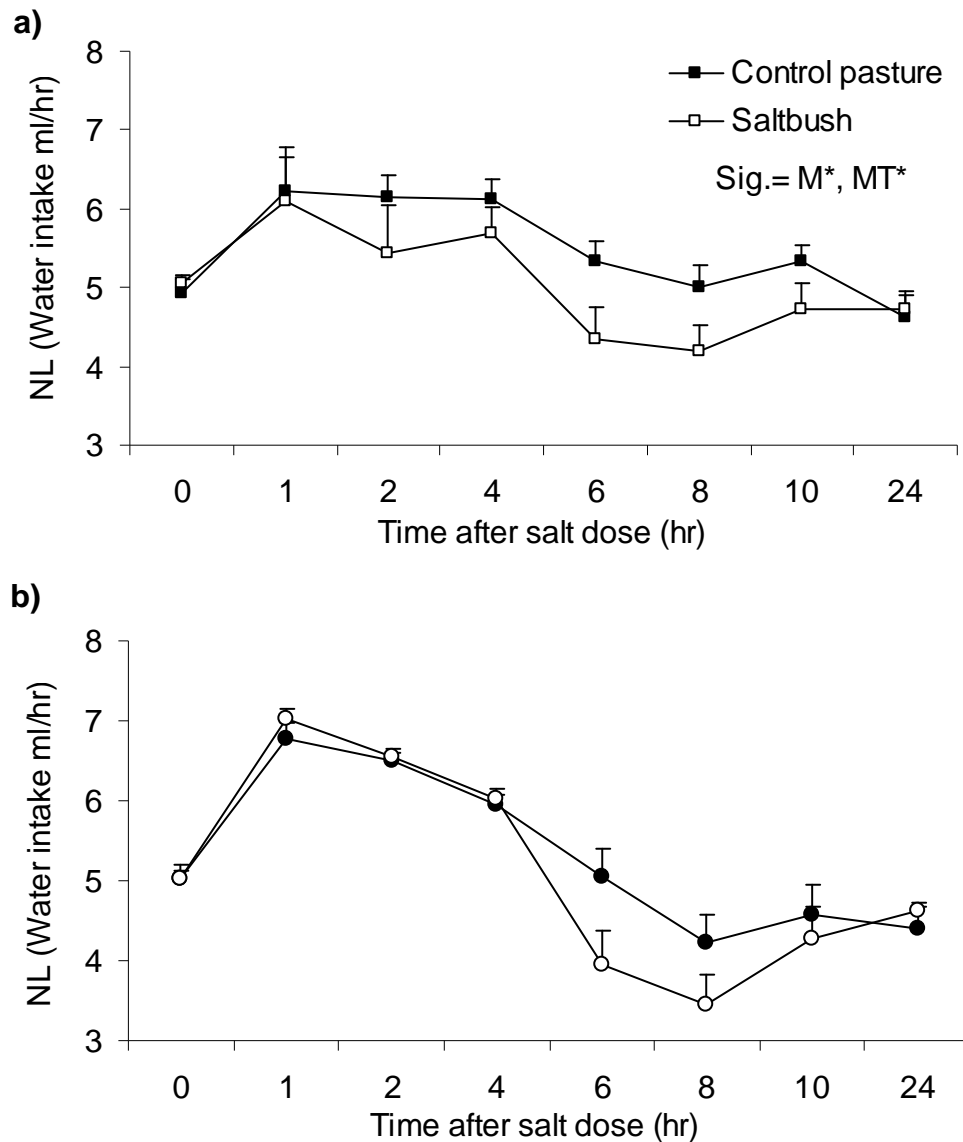 a)
8
7
6
5
4
3
NL (Water intake ml/hr)
Control pasture
Saltbush
Sig.= M*, MT*
0 1 2 4 6 8 10 24
Time after salt dose (hr)
b)
8
7
6
5
4
3
NL (Water intake ml/hr)
0 1 2 4 6 8 10 24
Time after salt dose (hr)